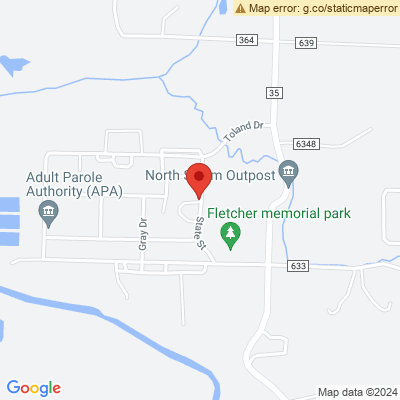 Map error: g.co/staticmaperror
364
639
35
Toland Dr
6348
North Salem Outpost
Adult Parole
Authority (APA)
Fletcher memorial park
State St
Gray Dr
633
Google
Map data ©2024